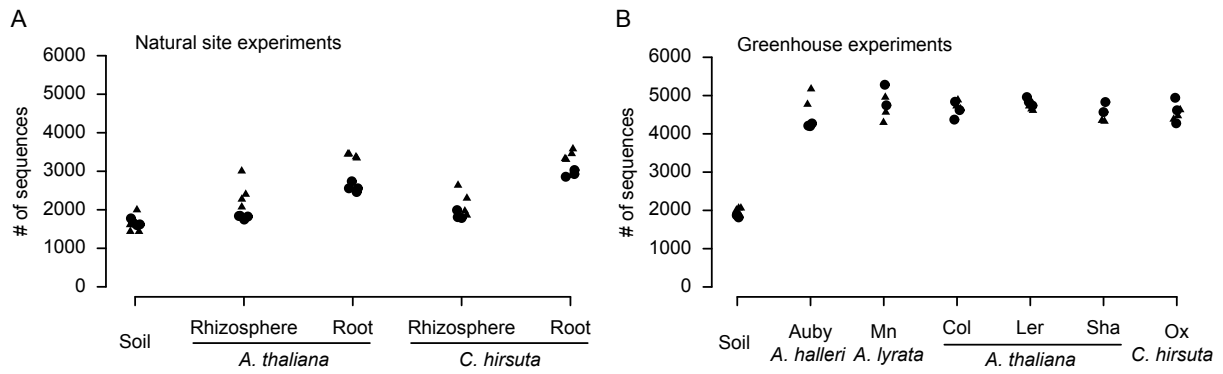 A
Natural site experiments
# of sequences
6000
5000
4000
3000
2000
1000
0
Soil
Rhizosphere
Root
Rhizosphere
Root
A. thaliana
C. hirsuta
B
Greenhouse experiments
# of sequences
6000
5000
4000
3000
2000
1000
0
Soil
Auby
Mn
Col
Ler
Sha
Ox
A. halleri
A. lyrata
A. thaliana
C. hirsuta